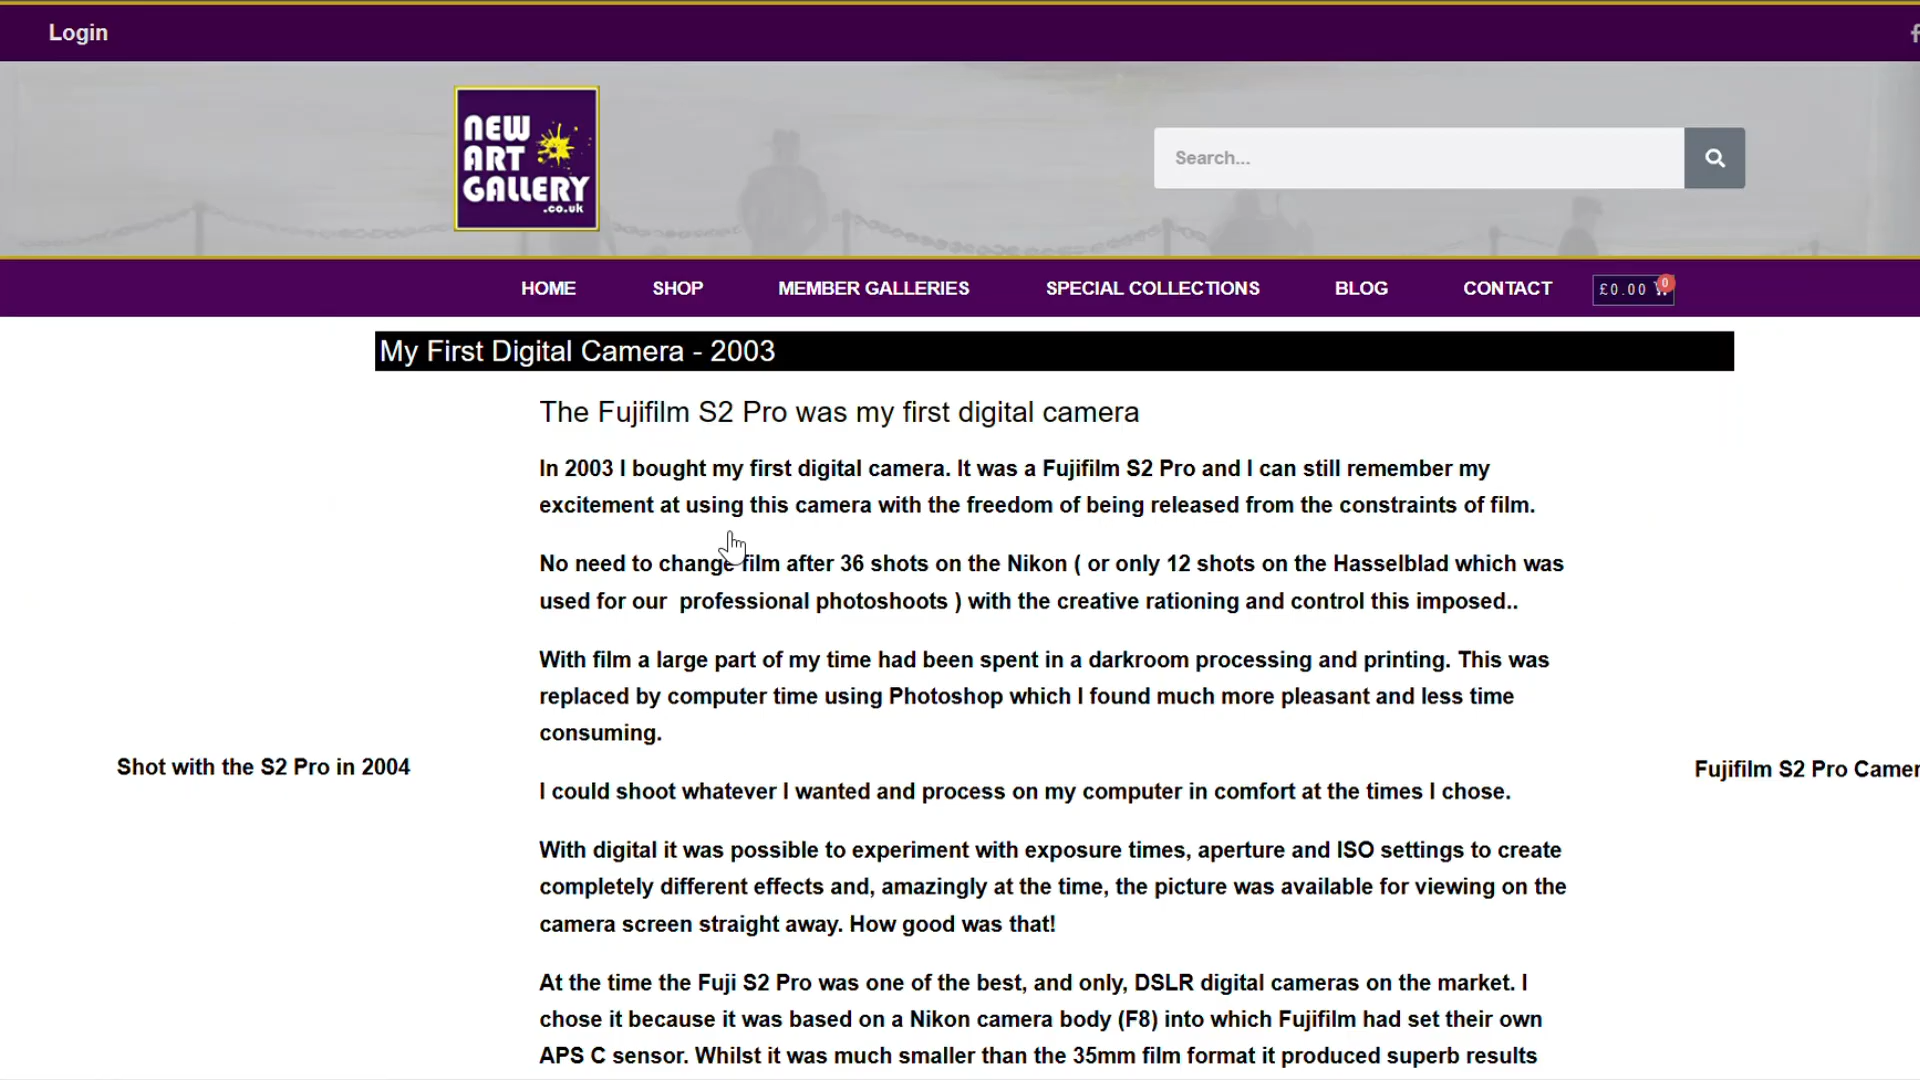 Login
NEW
ART
GALLERY
.co.uk
Search...
HOME SHOP MEMBER GALLERIES SPECIAL COLLECTIONS BLOG CONTACT £0.00 0
My First Digital Camera - 2003
The Fujifilm S2 Pro was my first digital camera
In 2003 I bought my first digital camera. It was a Fujifilm S2 Pro and I can still remember my
excitement at using this camera with the freedom of being released from the constraints of film.
No need to change film after 36 shots on the Nikon ( or only 12 shots on the Hasselblad which was
used for our  professional photoshoots ) with the creative rationing and control this imposed..
With film a large part of my time had been spent in a darkroom processing and printing. This was
replaced by computer time using Photoshop which I found much more pleasant and less time
consuming.
Shot with the S2 Pro in 2004
Fujifilm S2 Pro Camer
I could shoot whatever I wanted and process on my computer in comfort at the times I chose.
With digital it was possible to experiment with exposure times, aperture and ISO settings to create
completely different effects and, amazingly at the time, the picture was available for viewing on the
camera screen straight away. How good was that!
At the time the Fuji S2 Pro was one of the best, and only, DSLR digital cameras on the market. I
chose it because it was based on a Nikon camera body (F8) into which Fujifilm had set their own
APS C sensor. Whilst it was much smaller than the 35mm film format it produced superb results